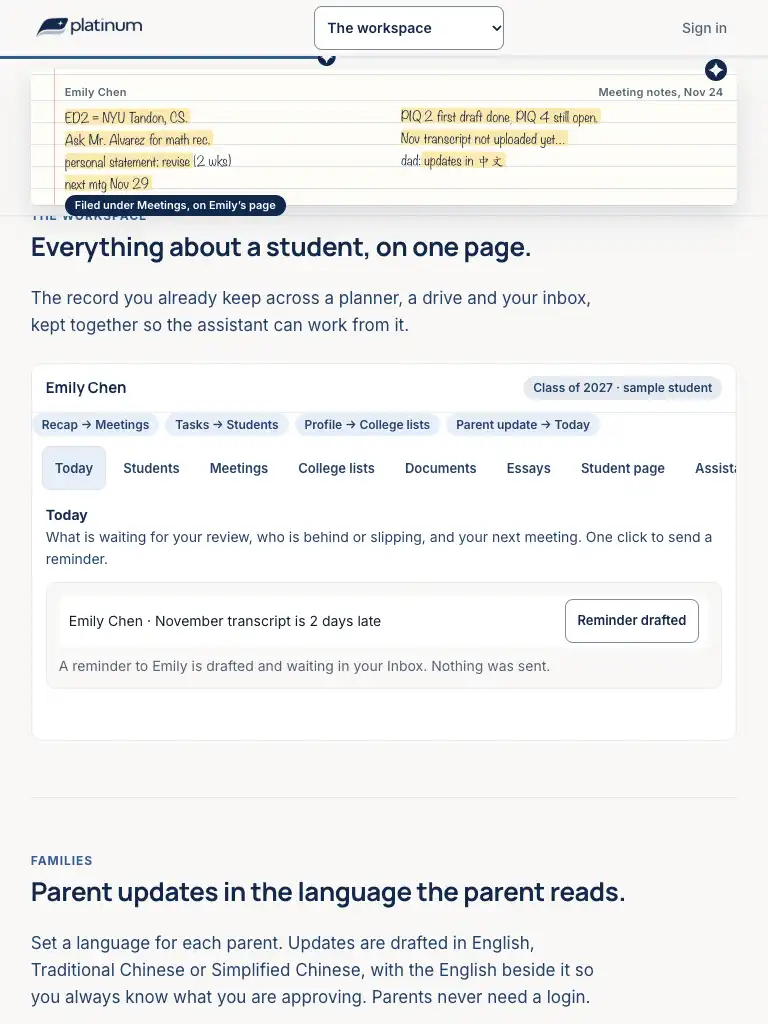 platinum
The workspace
Sign in
Emily Chen
Meeting notes, Nov 24
ED2 = NYU Tandon, CS.
Ask Mr. Alvarez for math rec.
personal statement: revise (2 wks)
next mtg Nov 29
PIQ 2 first draft done, PIQ 4 still open.
Nov transcript not uploaded yet...
dad: updates in 中文
Filed under Meetings, on Emily's page
THE WORKSPACE
Everything about a student, on one page.
The record you already keep across a planner, a drive and your inbox,
kept together so the assistant can work from it.
Emily Chen
Class of 2027 · sample student
Recap → Meetings
Tasks → Students
Profile → College lists
Parent update → Today
Today
Students
Meetings
College lists
Documents
Essays
Student page
Assista
Today
What is waiting for your review, who is behind or slipping, and your next meeting. One click to send a
reminder.
Emily Chen · November transcript is 2 days late
Reminder drafted
A reminder to Emily is drafted and waiting in your Inbox. Nothing was sent.
FAMILIES
Parent updates in the language the parent reads.
Set a language for each parent. Updates are drafted in English,
Traditional Chinese or Simplified Chinese, with the English beside it so
you always know what you are approving. Parents never need a login.